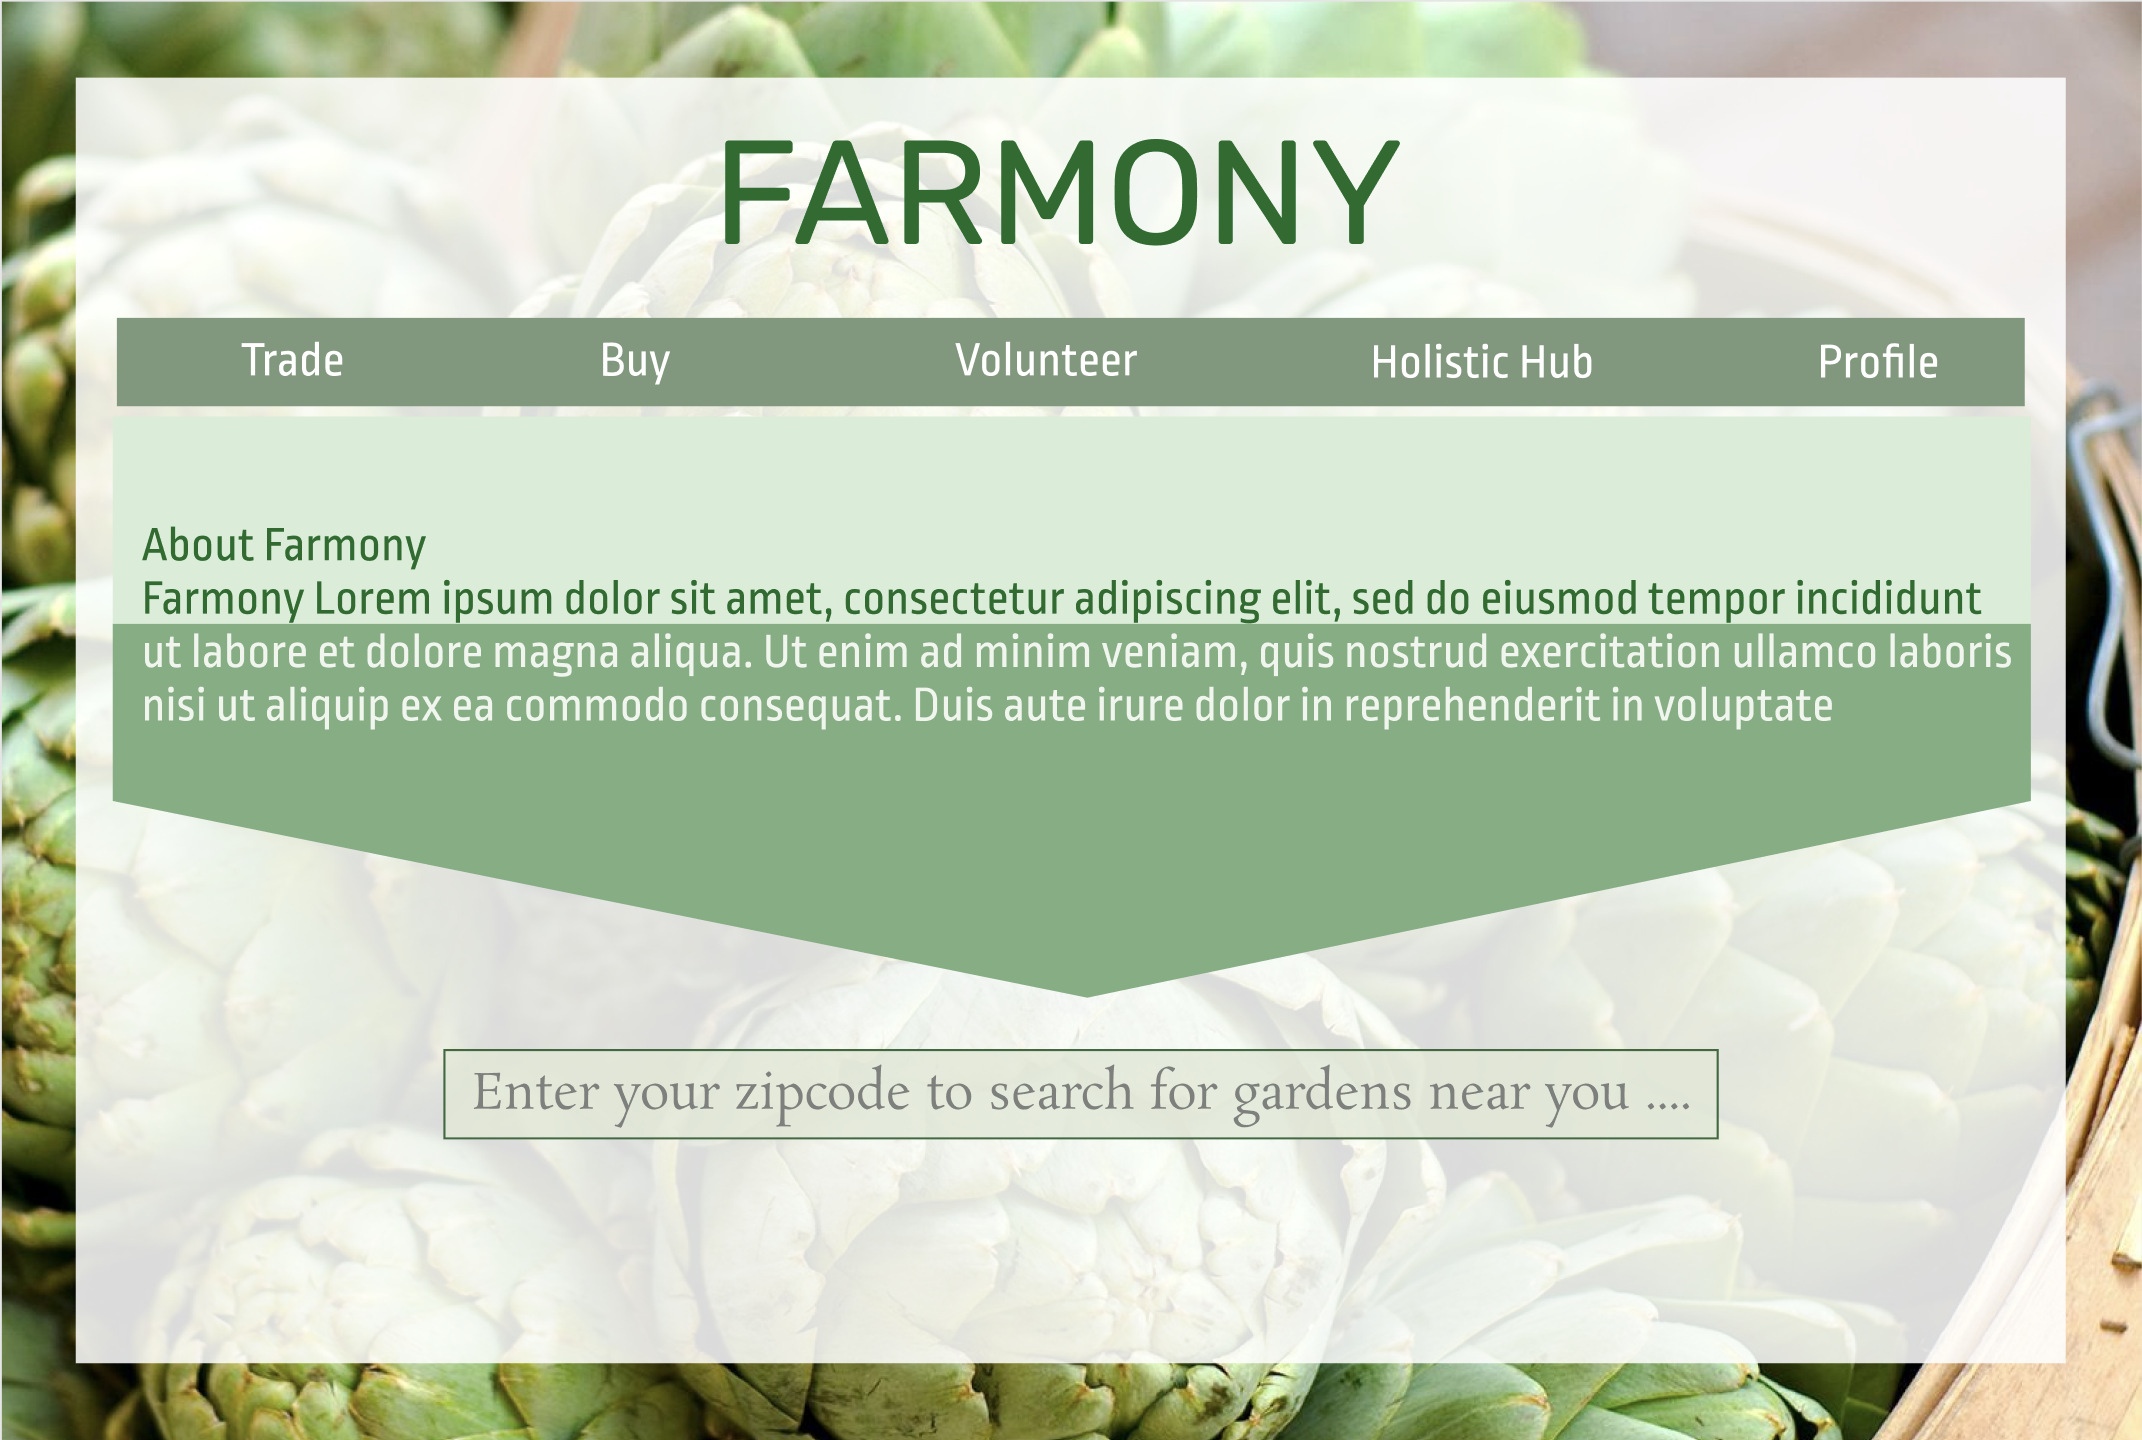 FARMONY
Trade Buy Volunteer Holistic Hub Profile
About Farmony
Farmony Lorem ipsum dolor sit amet, consectetur adipiscing elit, sed do eiusmod tempor incididunt
ut labore et dolore magna aliqua. Ut enim ad minim veniam, quis nostrud exercitation ullamco laboris
nisi ut aliquip ex ea commodo consequat. Duis aute irure dolor in reprehenderit in voluptate
Enter your zipcode to search for gardens near you ....